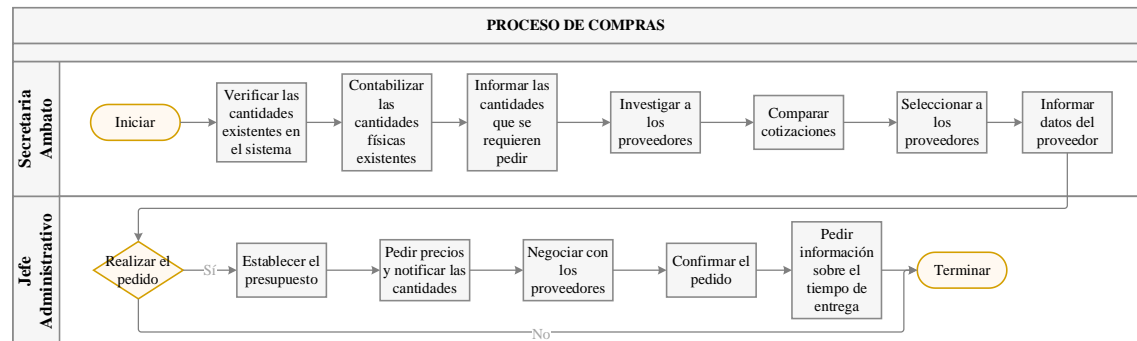 PROCESO DE COMPRAS
Secretaria
Ambato
Iniciar
Verificar las
cantidades
existentes en
el sistema
Contabilizar
las
cantidades
físicas
existentes
Informar las
cantidades
que se
requieren
pedir
Investigar a
los
proveedores
Comparar
cotizaciones
Seleccionar a
los
proveedores
Informar
datos del
proveedor
Jefe
Administrativo
Realizar el
pedido
Sí
Establecer el
presupuesto
Pedir precios
y notificar las
cantidades
Negociar con
los
proveedores
Confirmar el
pedido
Pedir
información
sobre el
tiempo de
entrega
Terminar
No